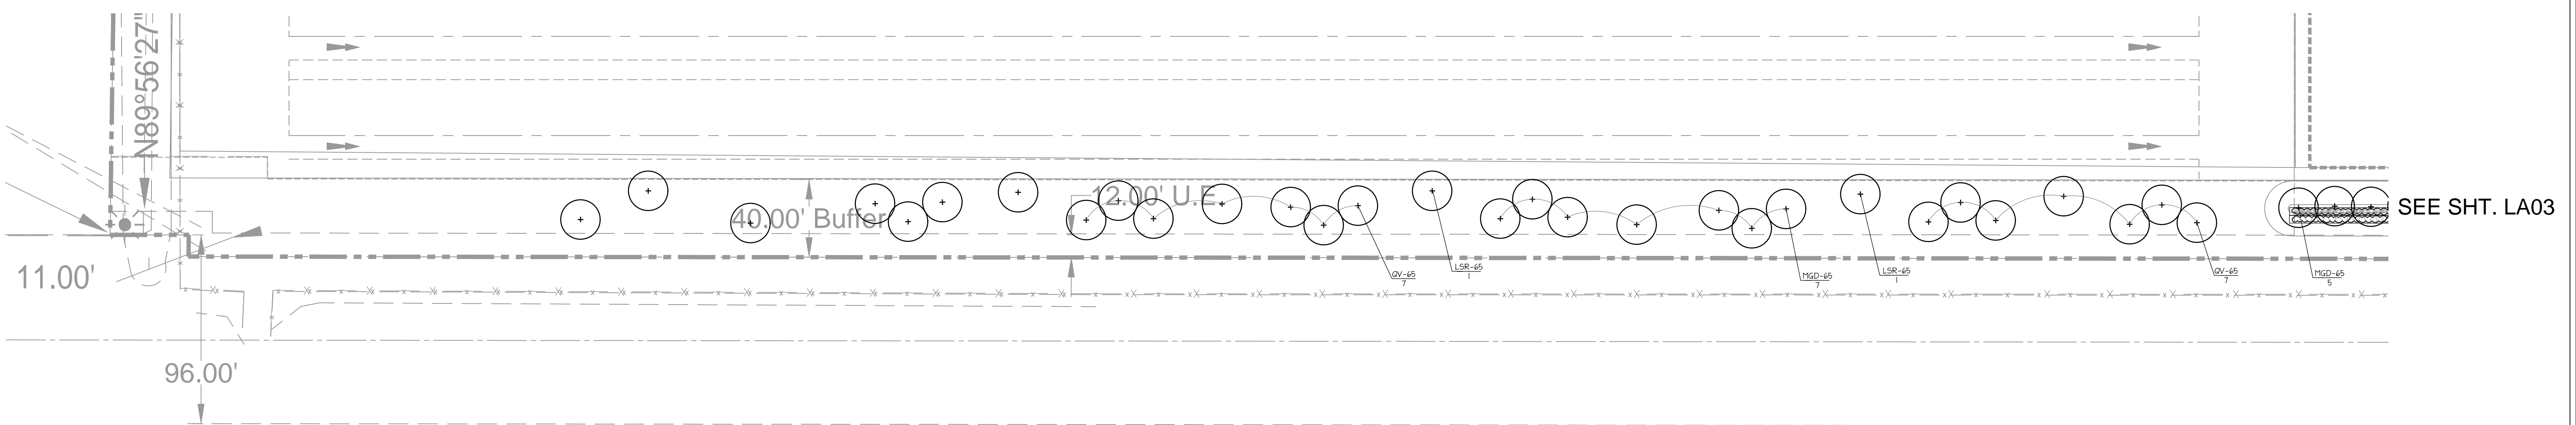 N89°56'27"
12.00' U.E
40.00' Buffer
SEE SHT. LA03
11.00'
QV-65
7
LSR-65
1
MGD-65
7
LSR-65
1
QV-65
7
MGD-65
5
96.00'